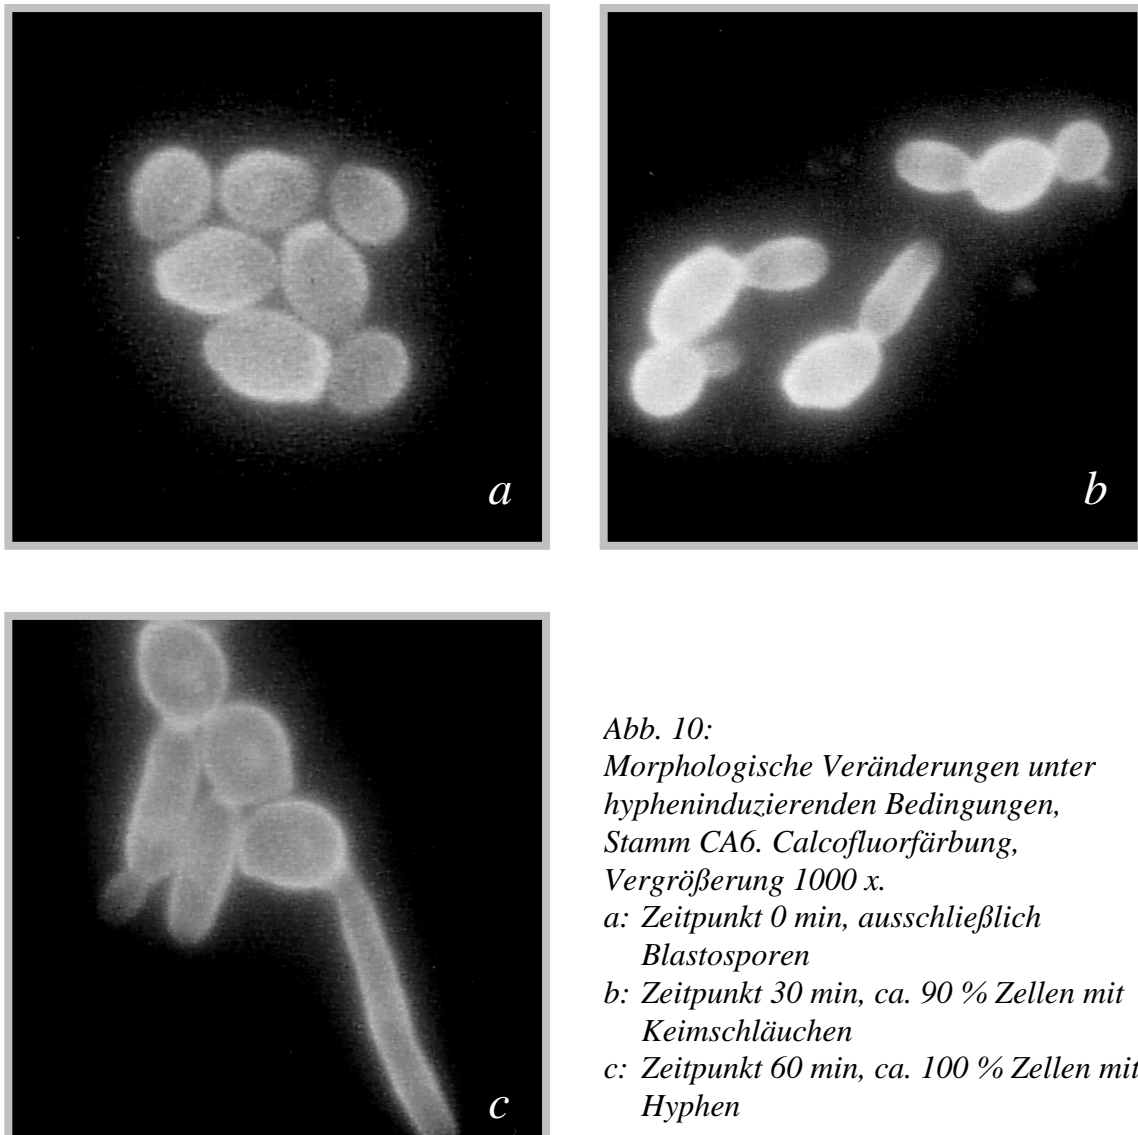 a
b
c
Abb. 10:
Morphologische Veränderungen unter
hypheninduzierenden Bedingungen,
Stamm CA6. Calcofluorfärbung,
Vergrößerung 1000 x.
a: Zeitpunkt 0 min, ausschließlich
Blastosporen
b: Zeitpunkt 30 min, ca. 90 % Zellen mit
Keimschläuchen
c: Zeitpunkt 60 min, ca. 100 % Zellen mit
Hyphen